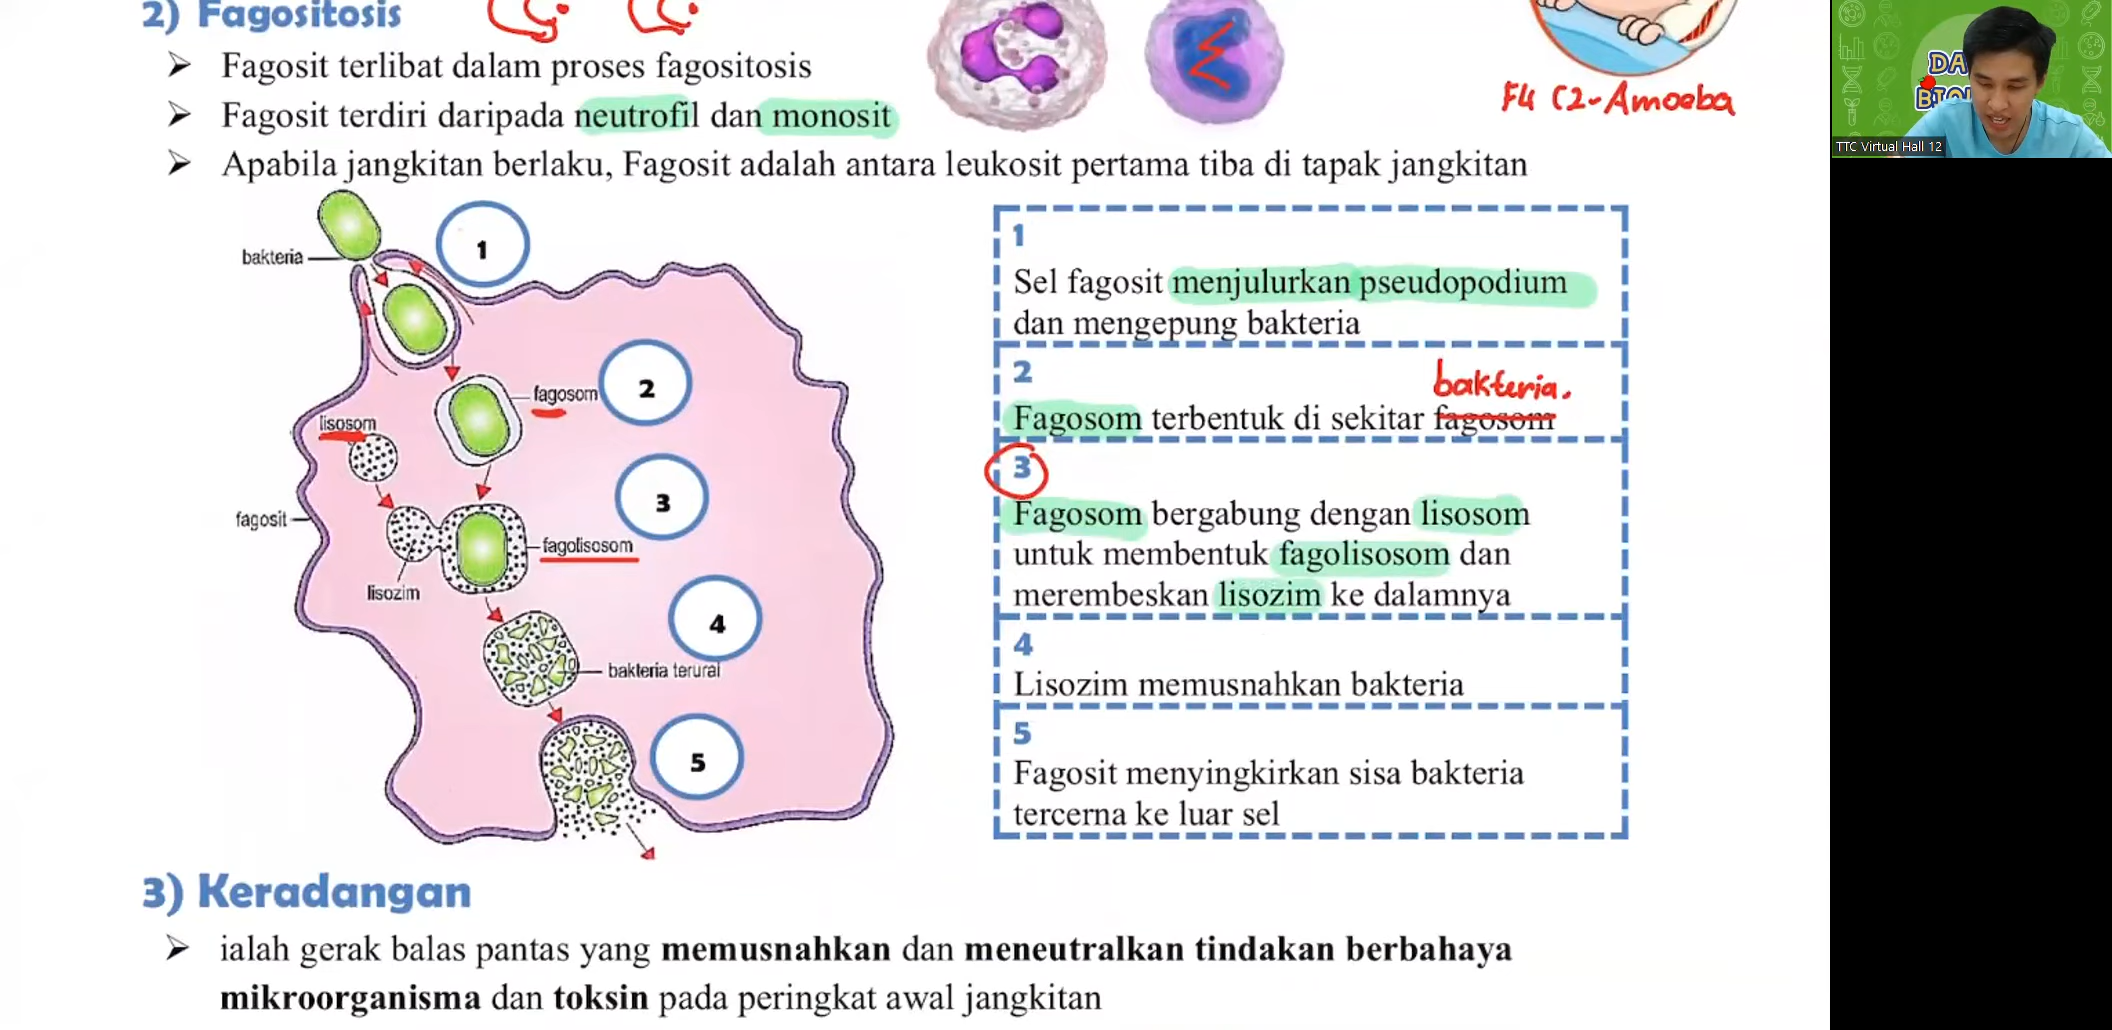 2) Fagositosis
➤ Fagosit terlibat dalam proses fagositosis
➤ Fagosit terdiri daripada neutrofil dan monosit
F4 C2-Amoeba
➤ Apabila jangkitan berlaku, Fagosit adalah antara leukosit pertama tiba di tapak jangkitan
bakteria
1
fagosom
2
lisosom
3
fagosit
fagolisosom
lisozim
4
bakteria terurai
5
1
Sel fagosit menjulurkan pseudopodium
dan mengepung bakteria
2
bakteria.
Fagosom terbentuk di sekitar fagosom
3
Fagosom bergabung dengan lisosom
untuk membentuk fagolisosom dan
merembeskan lisozim ke dalamnya
4
Lisozim memusnahkan bakteria
5
Fagosit menyingkirkan sisa bakteria
tercerna ke luar sel
3) Keradangan
➤ ialah gerak balas pantas yang memusnahkan dan meneutralkan tindakan berbahaya
mikroorganisma dan toksin pada peringkat awal jangkitan
TTC Virtual Hall 12